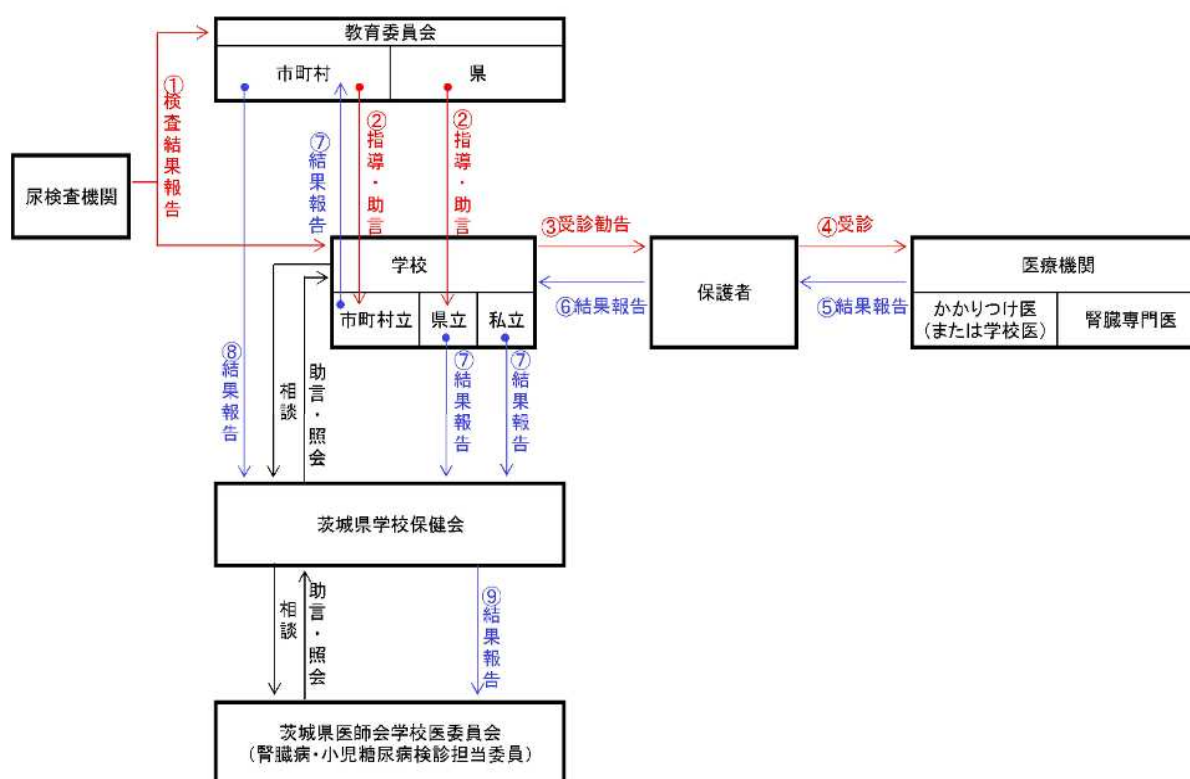 教育委員会
市町村
県
①検査結果報告
②指導・助言
②指導・助言
⑦結果報告
尿検査機関
③受診勧告
④受診
学校
保護者
医療機関
⑥結果報告
⑤結果報告
市町村立
県立
私立
かかりつけ医
(または学校医)
腎臓専門医
⑧結果報告
相談
助言・照会
⑦結果報告
⑦結果報告
茨城県学校保健会
相談
助言・照会
⑨結果報告
茨城県医師会学校医委員会
(腎臓病・小児糖尿病検診担当委員)